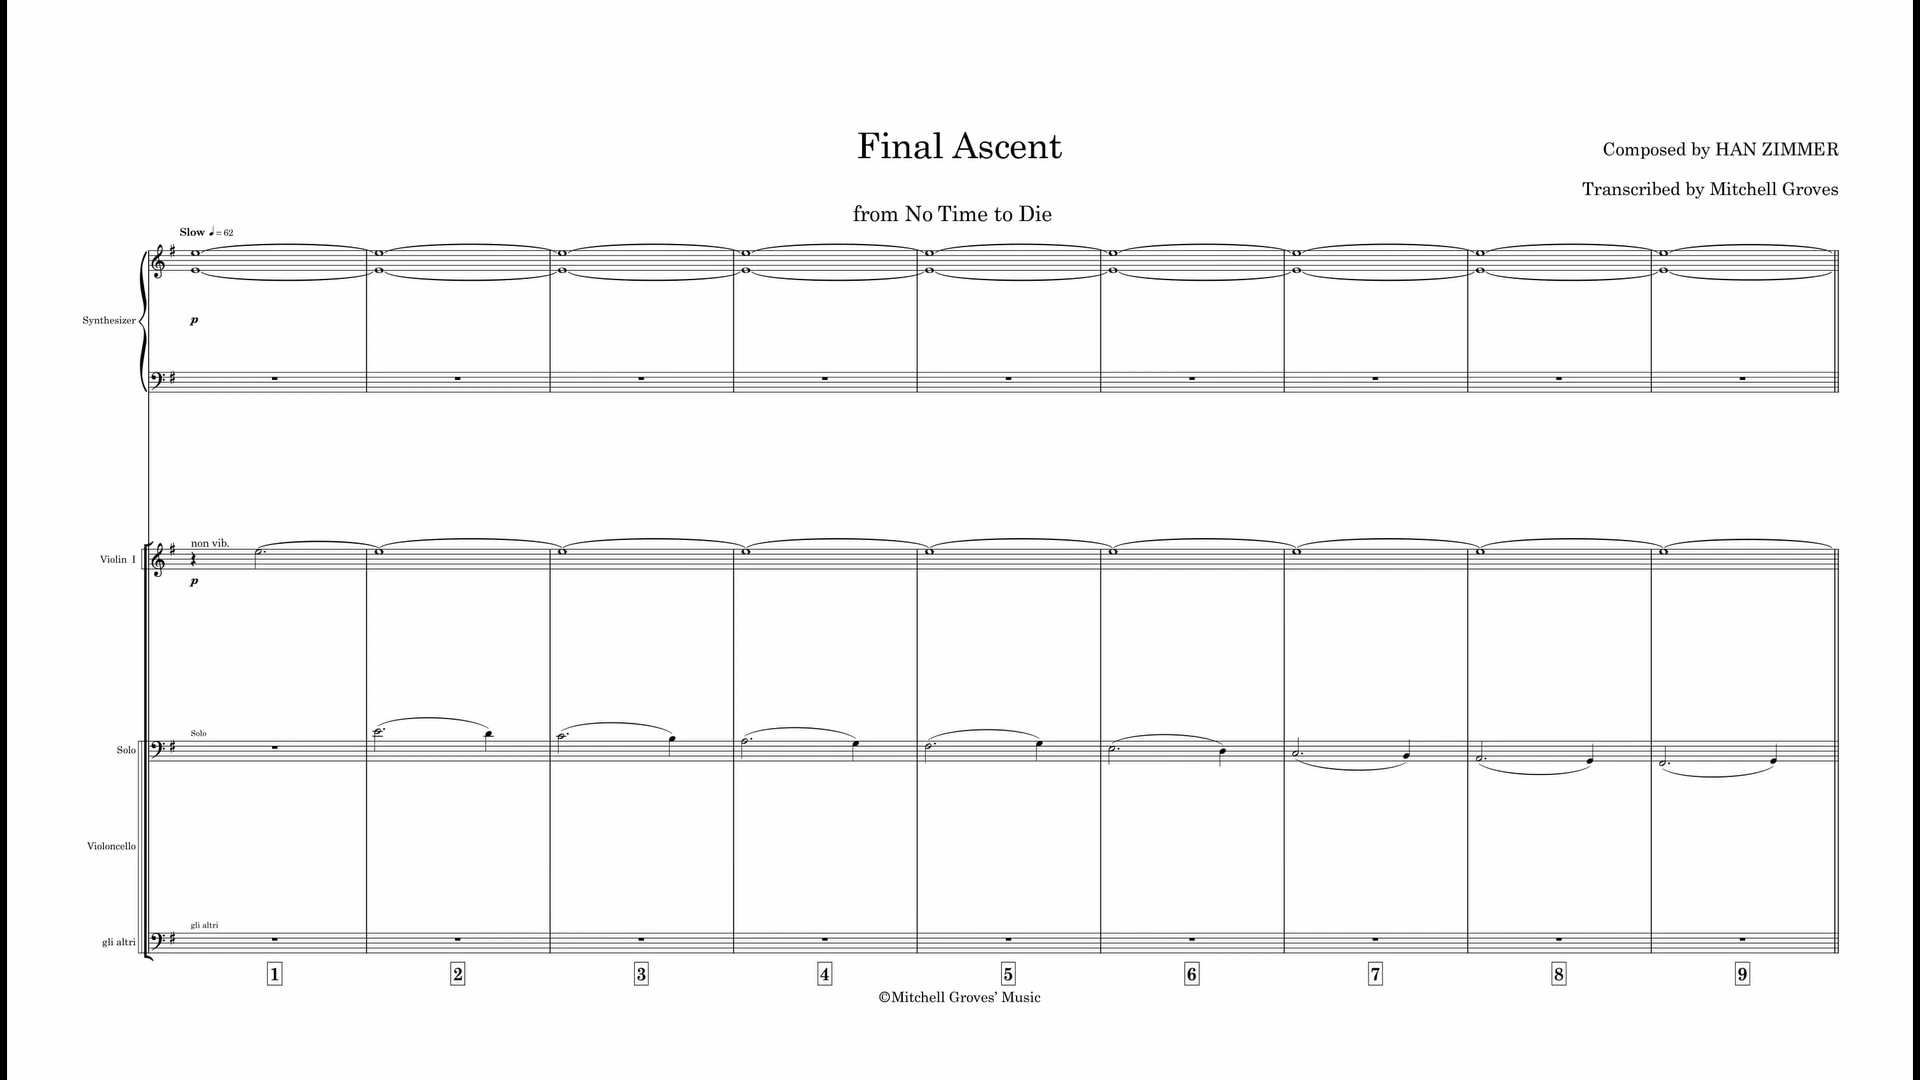 Final Ascent
Composed by HAN ZIMMER
Transcribed by Mitchell Groves
from No Time to Die
Slow ♩ = 62
Synthesizer
p
non vib.
Violin I
p
Solo
Solo
Violoncello
gli altri
gli altri
1 2 3 4 5 6 7 8 9
©Mitchell Groves' Music